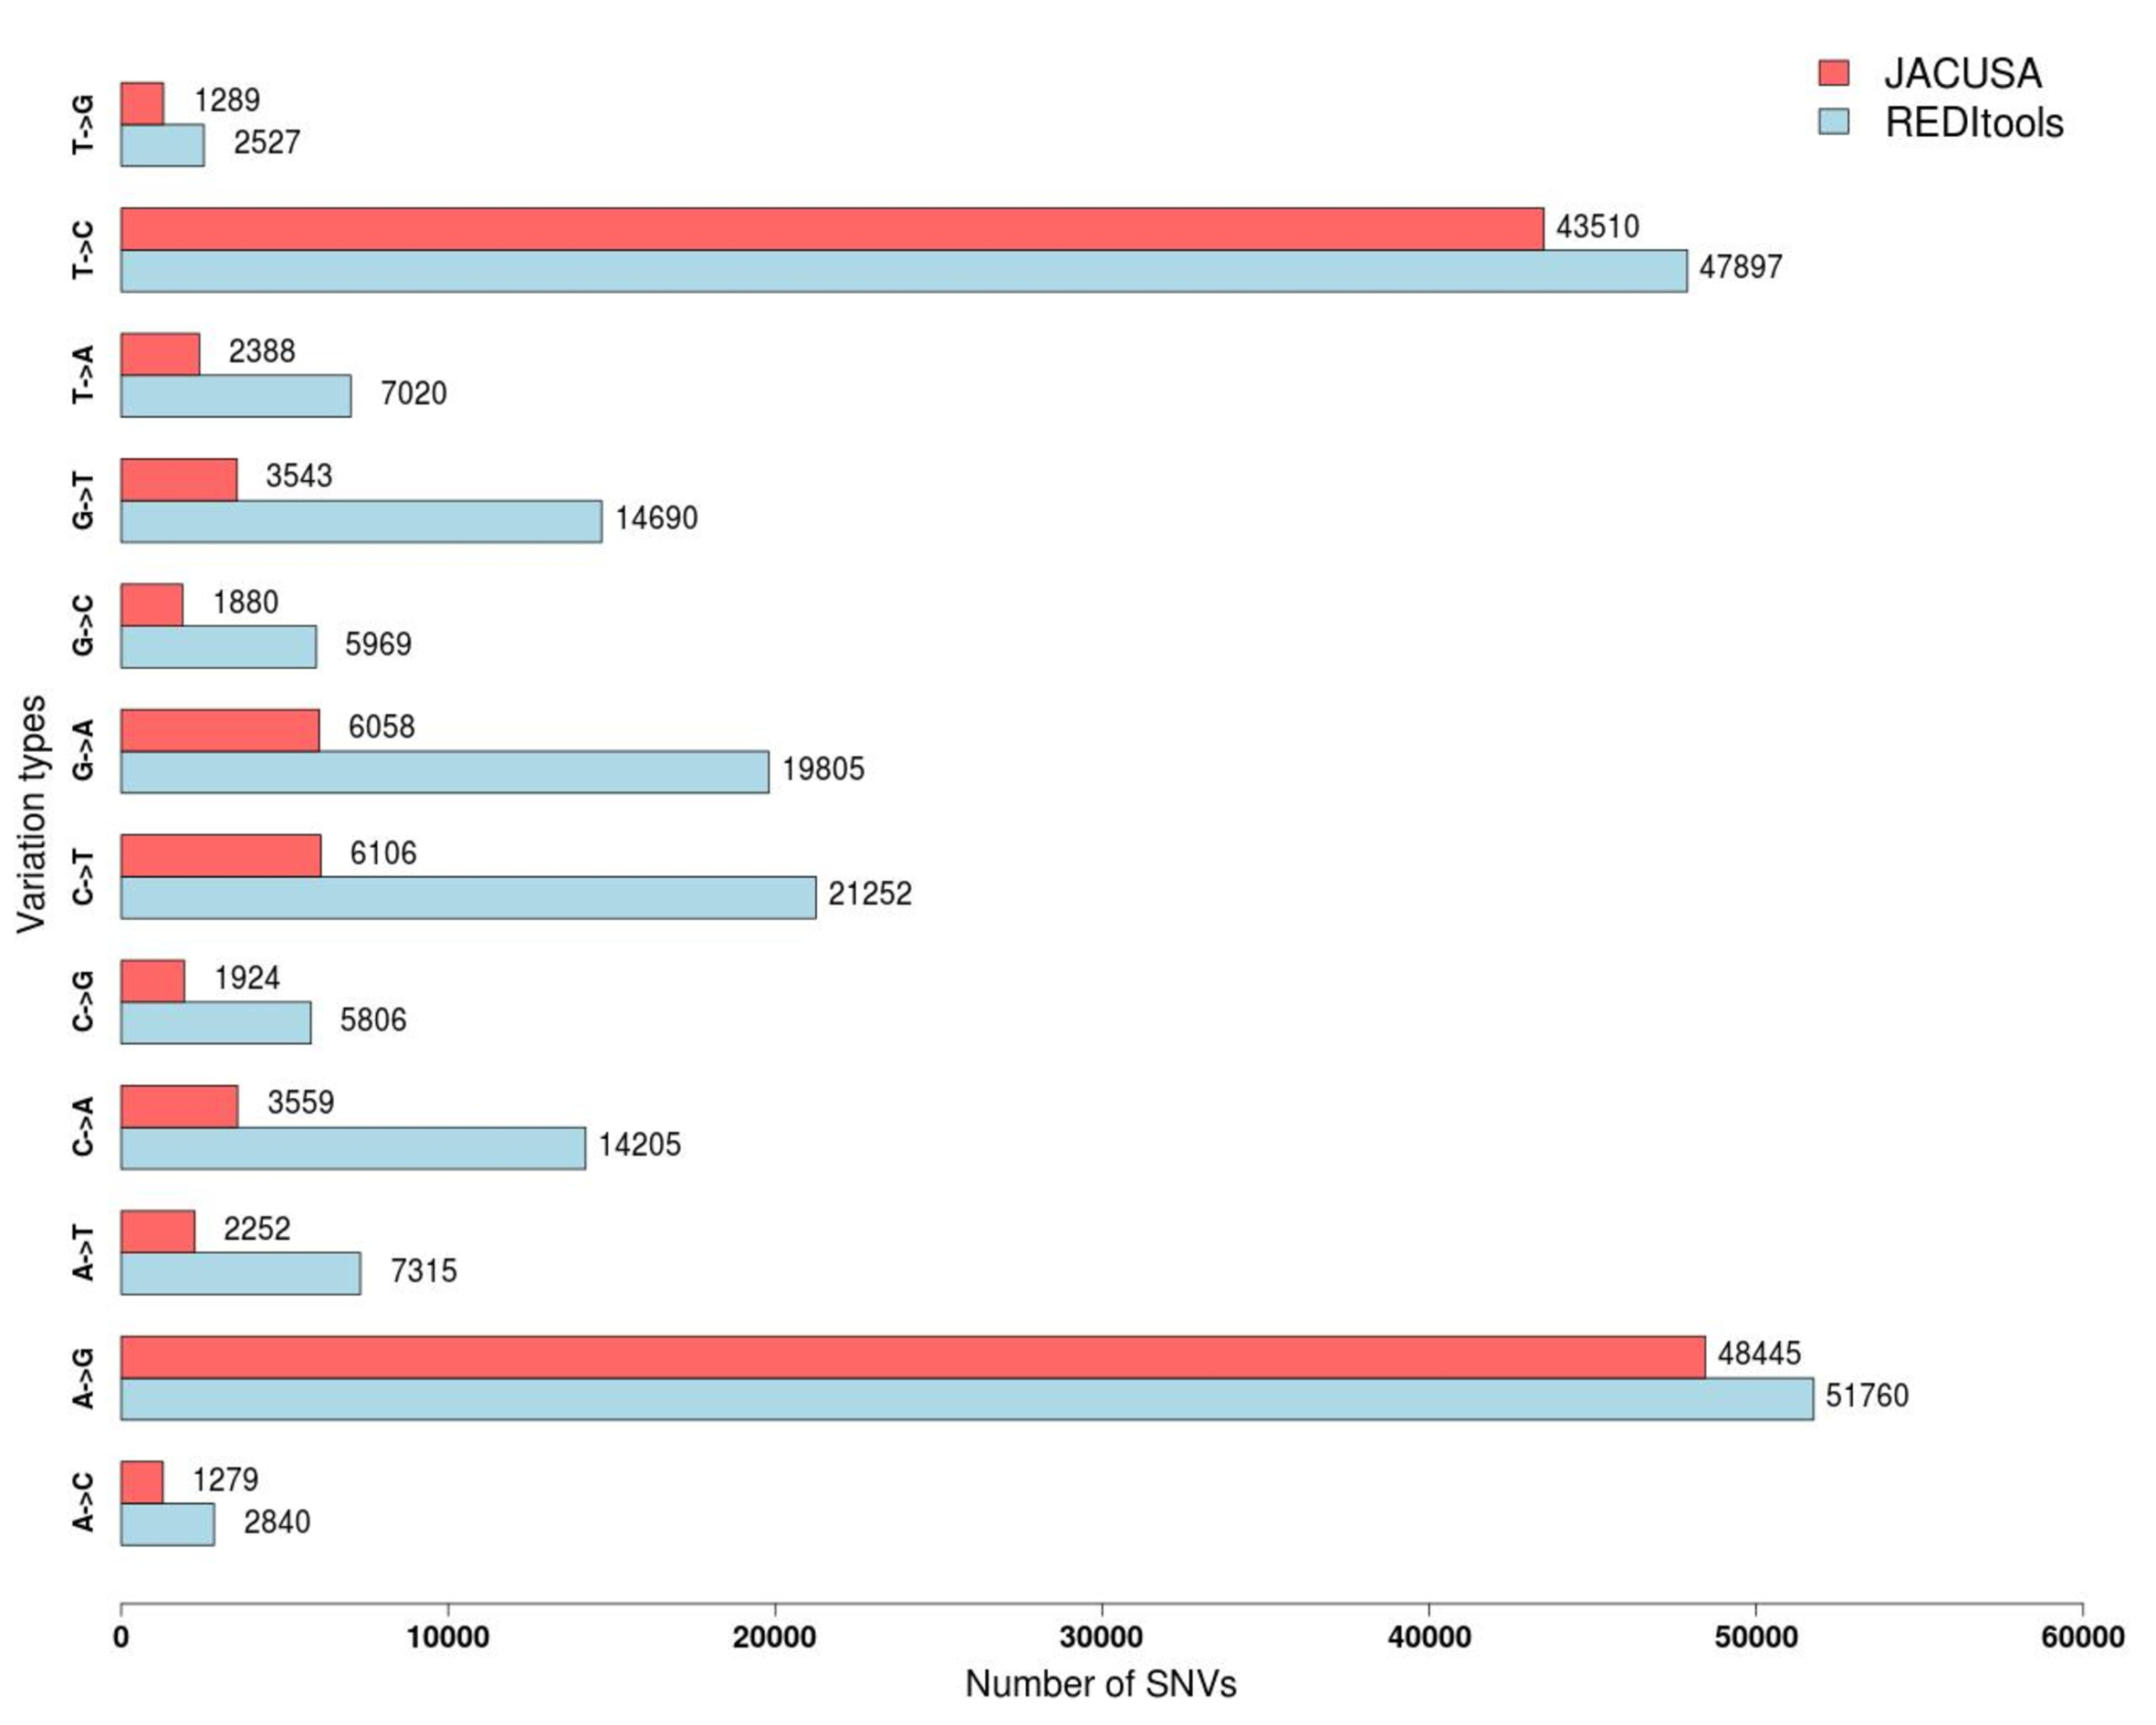 JACUSA
REDItools
T->G
1289
2527
T->C
43510
47897
T->A
2388
7020
G->T
3543
14690
G->C
1880
5969
G->A
6058
19805
C->T
6106
21252
C->G
1924
5806
C->A
3559
14205
A->T
2252
7315
A->G
48445
51760
A->C
1279
2840
Variation types
0 10000 20000 30000 40000 50000 60000
Number of SNVs